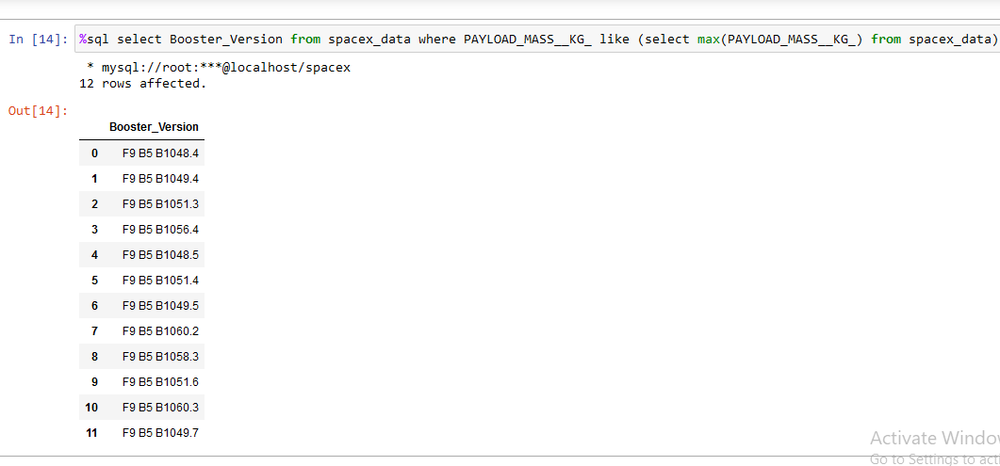 In [14]: %sql select Booster_Version from spacex_data where PAYLOAD_MASS__KG_ like (select max(PAYLOAD_MASS__KG_) from spacex_data)
* mysql://root:***@localhost/spacex
12 rows affected.
Out[14]:
Booster_Version
0 F9 B5 B1048.4
1 F9 B5 B1049.4
2 F9 B5 B1051.3
3 F9 B5 B1056.4
4 F9 B5 B1048.5
5 F9 B5 B1051.4
6 F9 B5 B1049.5
7 F9 B5 B1060.2
8 F9 B5 B1058.3
9 F9 B5 B1051.6
10 F9 B5 B1060.3
11 F9 B5 B1049.7
Activate Windo
Go to Settings to acti